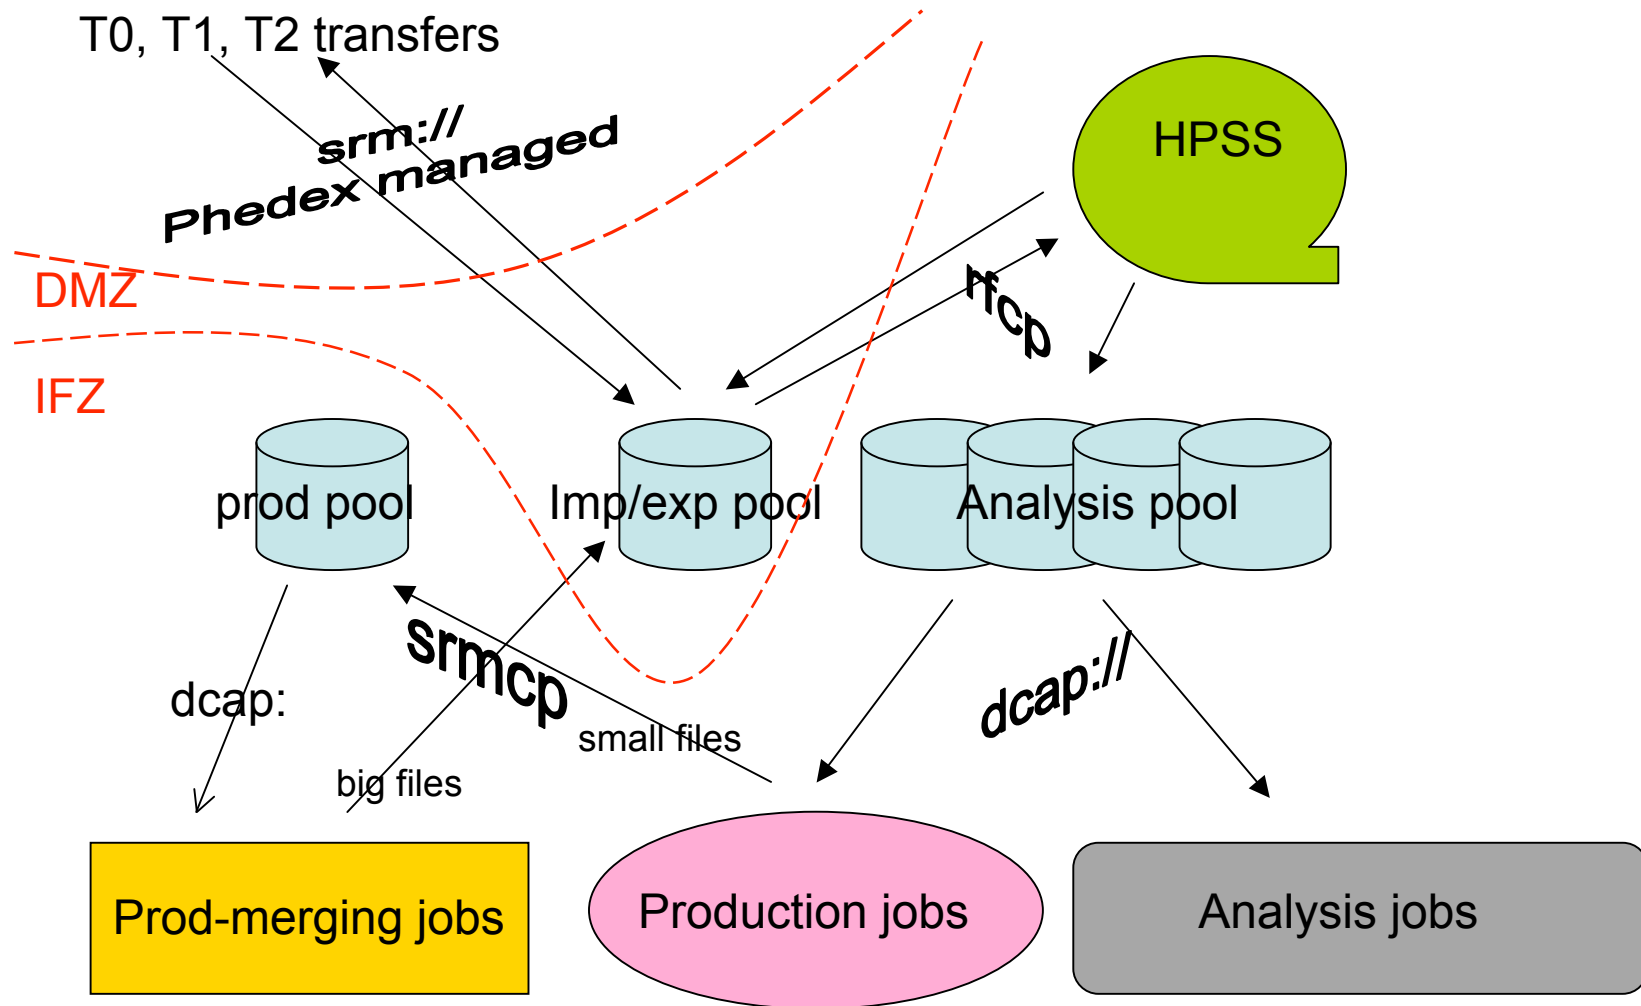 T0, T1, T2 transfers
srm://
Phedex managed
HPSS
DMZ
rfcp
IFZ
prod pool
Imp/exp pool
Analysis pool
srmcp
dcap:
dcap://
small files
big files
Prod-merging jobs
Production jobs
Analysis jobs